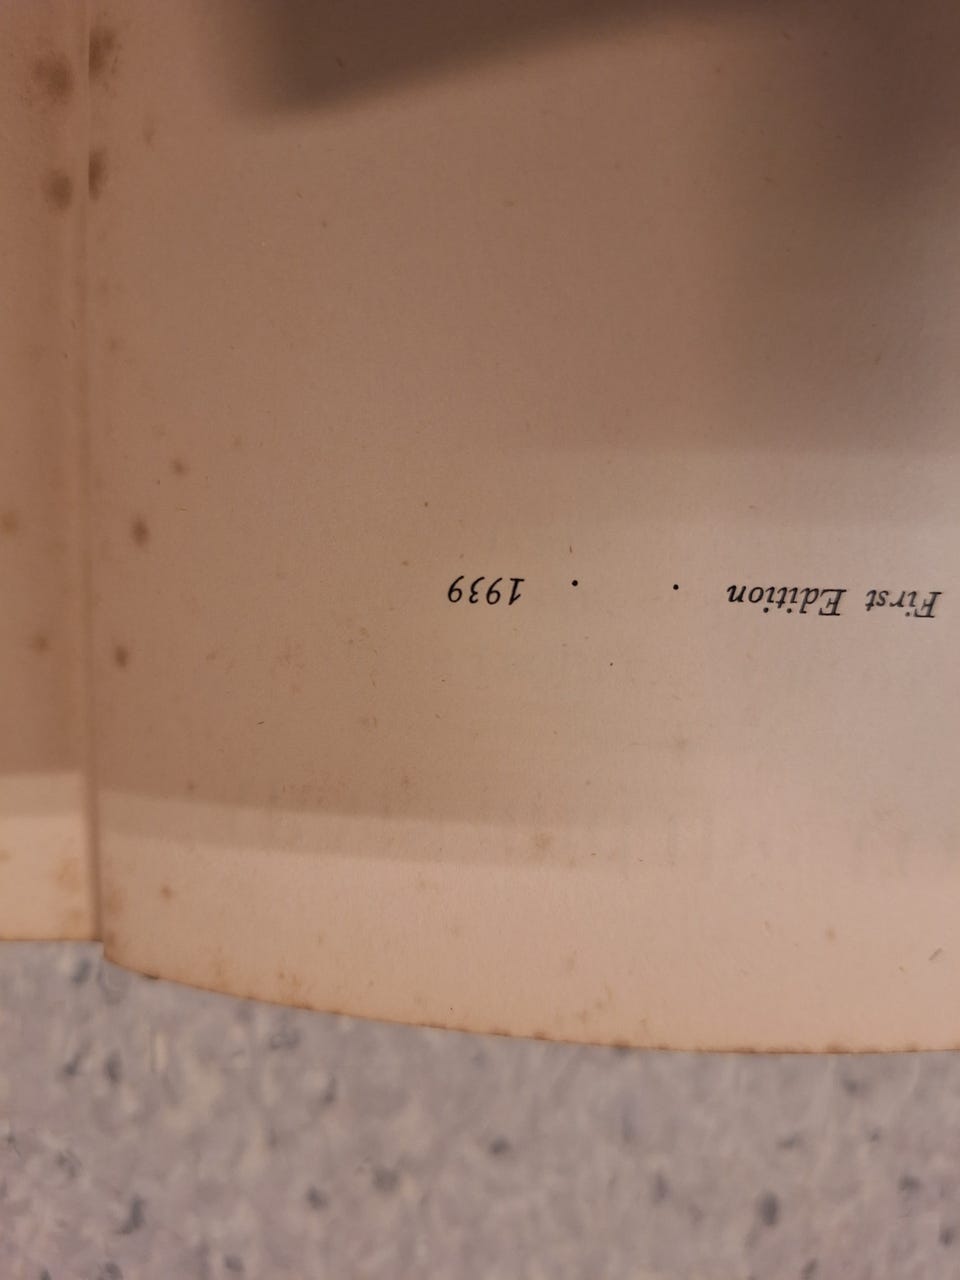 First Edition . . 1939